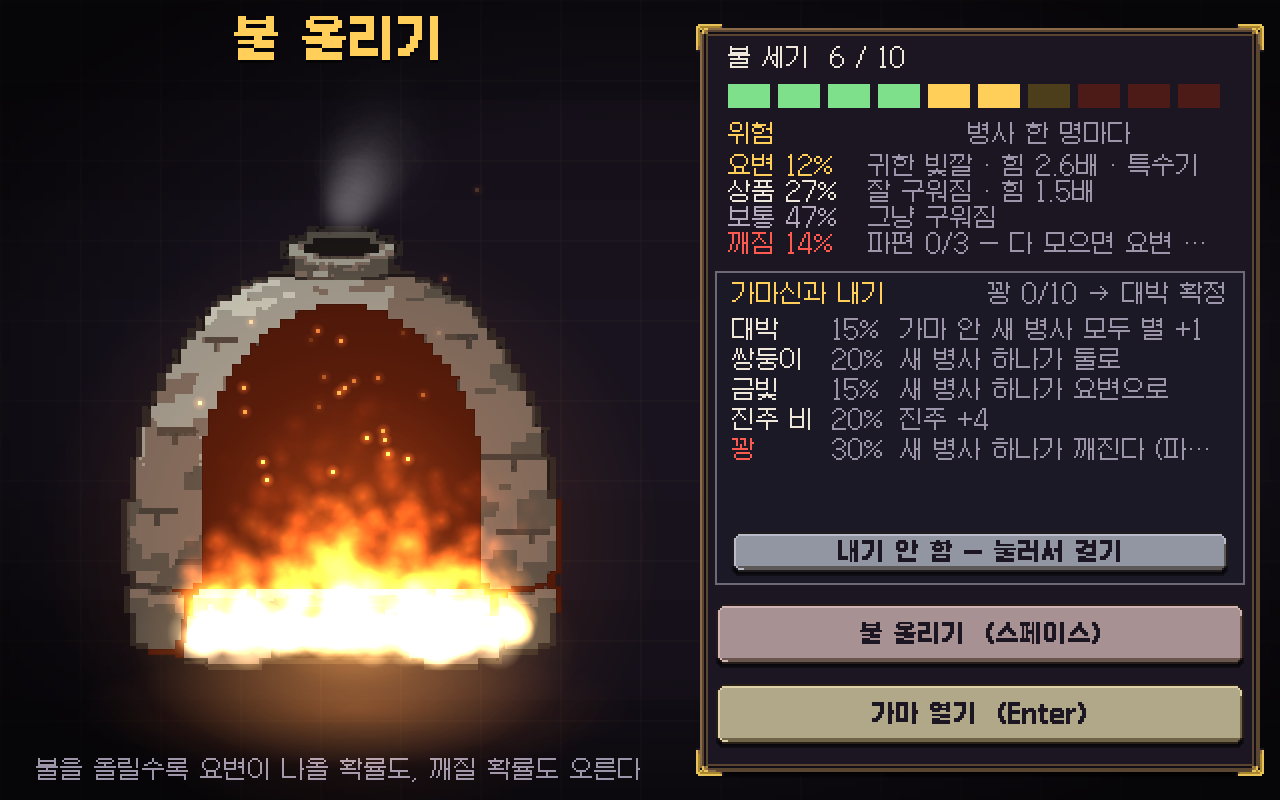 불 올리기
불 세기 6 / 10
위험 병사 한 명마다
요변 12% 귀한 빛깔 · 힘 2.6배 · 특수기
상품 27% 잘 구워짐 · 힘 1.5배
보통 47% 그냥 구워짐
깨짐 14% 파편 0/3 — 다 모으면 요변 …
가마신과 내기 꽝 0/10 → 대박 확정
대박 15% 가마 안 새 병사 모두 별 +1
쌍둥이 20% 새 병사 하나가 둘로
금빛 15% 새 병사 하나가 요변으로
진주 비 20% 진주 +4
꽝 30% 새 병사 하나가 깨진다 (파…
내기 안 함 — 눌러서 걸기
불 올리기 (스페이스)
가마 열기 (Enter)
불을 올릴수록 요변이 나올 확률도, 깨질 확률도 오른다